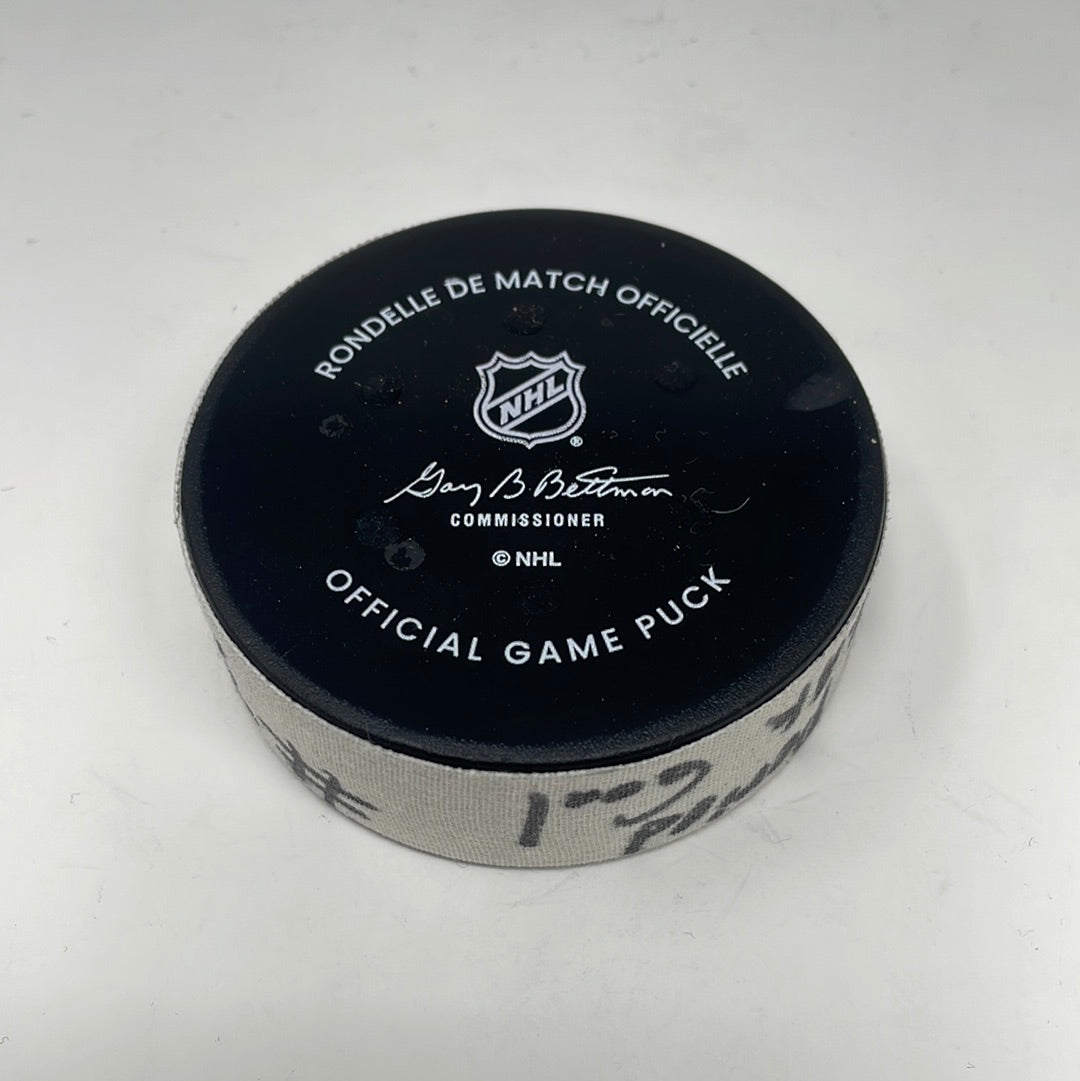 RONDELLE DE MATCH OFFICIELLE
NHL
®
Gary B Bettman
COMMISSIONER
© NHL
OFFICIAL GAME PUCK
#